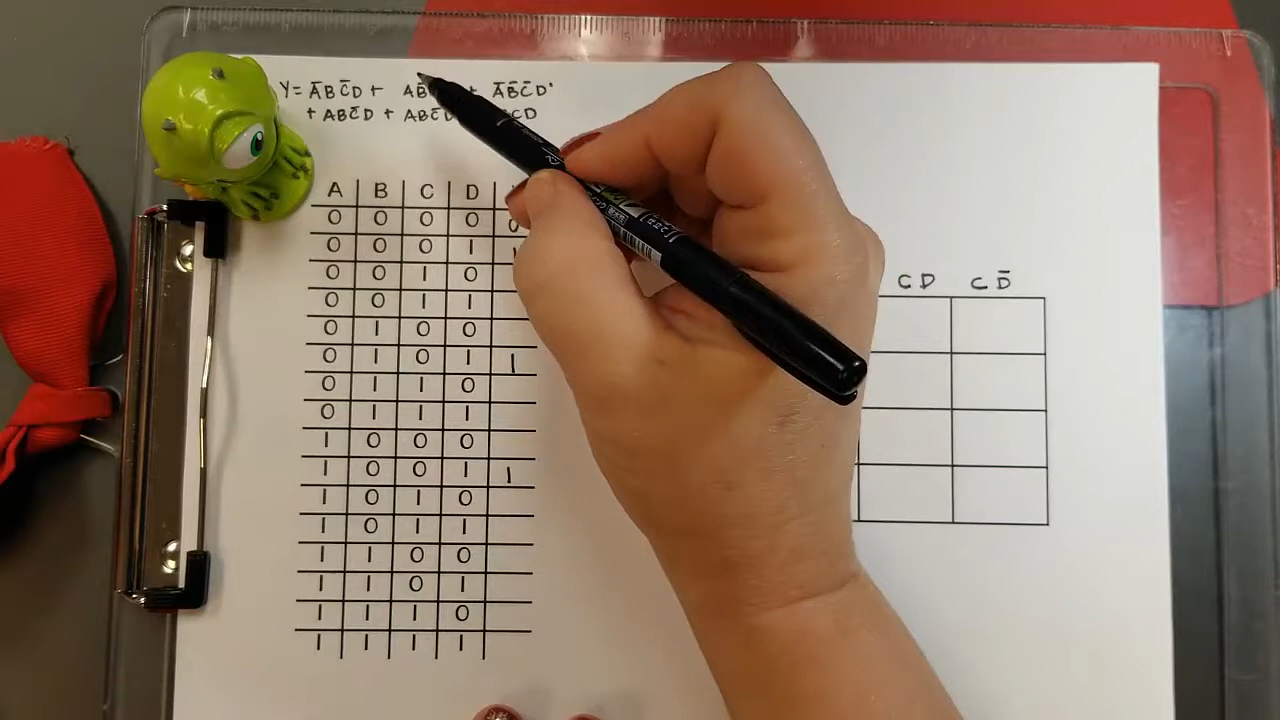 Y = A̅BC̅D + AB̅ + A̅B̅C̅D
+ ABC̅D + ABC̅D CD
A B C D
0 0 0 0 0
0 0 0 1 1
0 0 1 0
0 0 1 1
0 1 0 0
0 1 0 1 1
0 1 1 0
0 1 1 1
1 0 0 0
1 0 0 1 1
1 0 1 0
1 0 1 1
1 1 0 0
1 1 0 1
1 1 1 0
1 1 1 1
CD CD̅